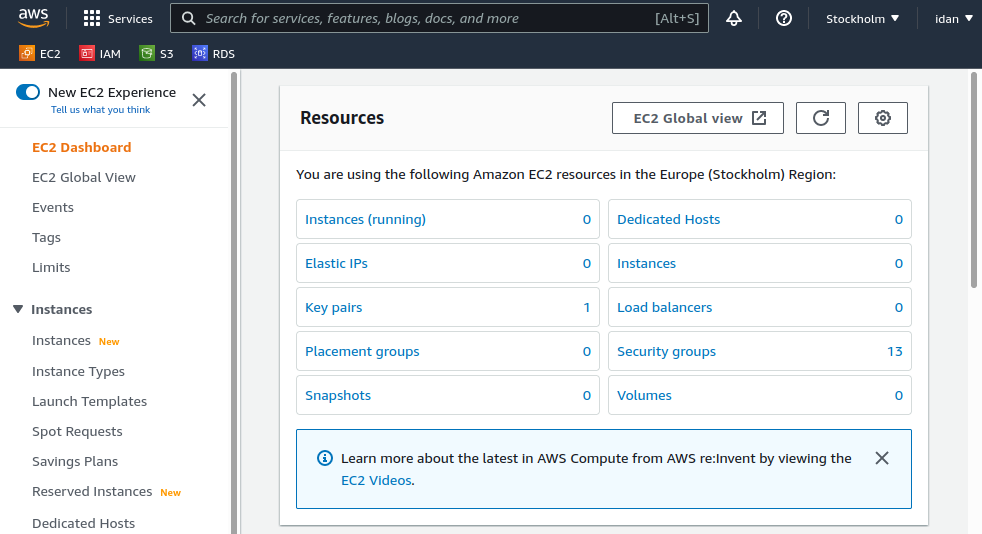 aws
Services
Search for services, features, blogs, docs, and more
[Alt+S]
Stockholm
idan
EC2
IAM
S3
RDS
New EC2 Experience
Tell us what you think
EC2 Dashboard
EC2 Global View
Events
Tags
Limits
Instances
Instances New
Instance Types
Launch Templates
Spot Requests
Savings Plans
Reserved Instances New
Dedicated Hosts
Resources
EC2 Global view
You are using the following Amazon EC2 resources in the Europe (Stockholm) Region:
Instances (running) 0
Dedicated Hosts 0
Elastic IPs 0
Instances 0
Key pairs 1
Load balancers 0
Placement groups 0
Security groups 13
Snapshots 0
Volumes 0
Learn more about the latest in AWS Compute from AWS re:Invent by viewing the
EC2 Videos.